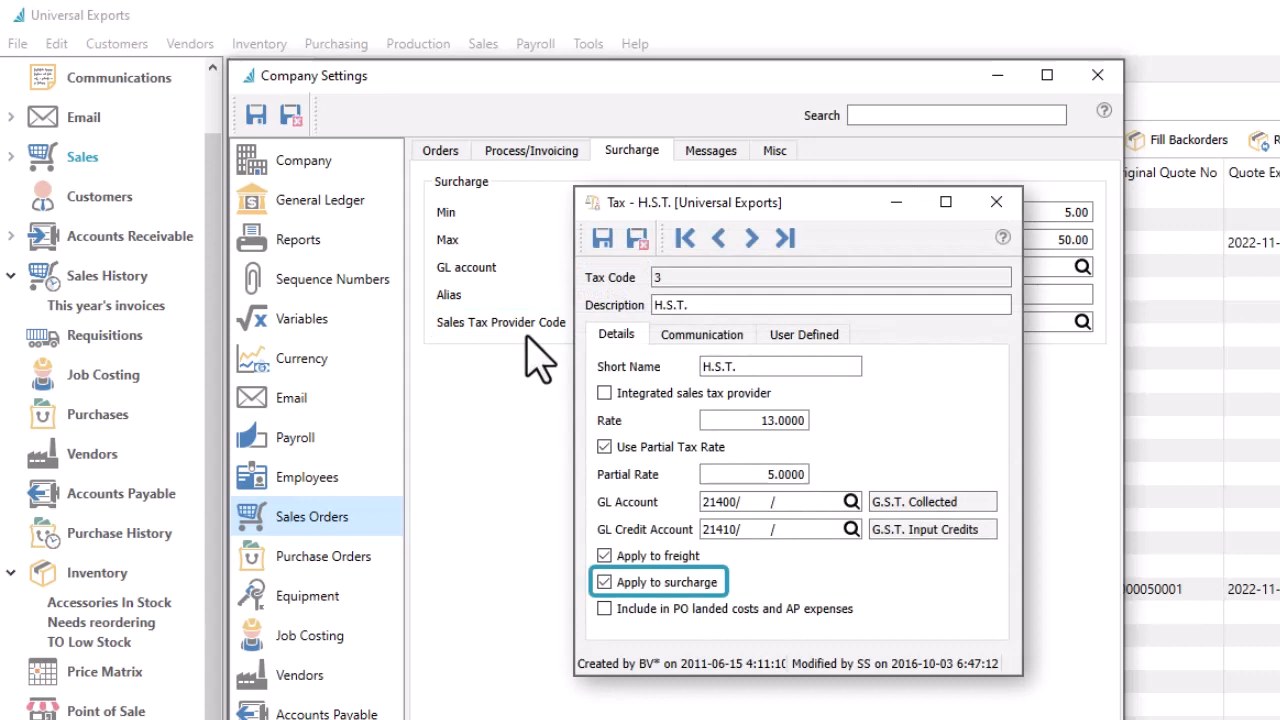 Universal Exports
File Edit Customers Vendors Inventory Purchasing Production Sales Payroll Tools Help
Communications
Email
Sales
Customers
Accounts Receivable
Sales History
This year's invoices
Requisitions
Job Costing
Purchases
Vendors
Accounts Payable
Purchase History
Inventory
Accessories In Stock
Needs reordering
TO Low Stock
Price Matrix
Point of Sale
Company Settings
Search
Company
General Ledger
Reports
Sequence Numbers
Variables
Currency
Email
Payroll
Employees
Sales Orders
Purchase Orders
Equipment
Job Costing
Vendors
Accounts Payable
Orders Process/Invoicing Surcharge Messages Misc
Surcharge
Min 5.00
Max 50.00
GL account
Alias
Sales Tax Provider Code
Tax - H.S.T. [Universal Exports]
Tax Code 3
Description H.S.T.
Details Communication User Defined
Short Name H.S.T.
Integrated sales tax provider
Rate 13.0000
Use Partial Tax Rate
Partial Rate 5.0000
GL Account 21400/ / G.S.T. Collected
GL Credit Account 21410/ / G.S.T. Input Credits
Apply to freight
Apply to surcharge
Include in PO landed costs and AP expenses
Created by BV* on 2011-06-15 4:11:10 Modified by SS on 2016-10-03 6:47:12
Fill Backorders R
iginal Quote No Quote Ex
2022-11-
00050001 2022-11-